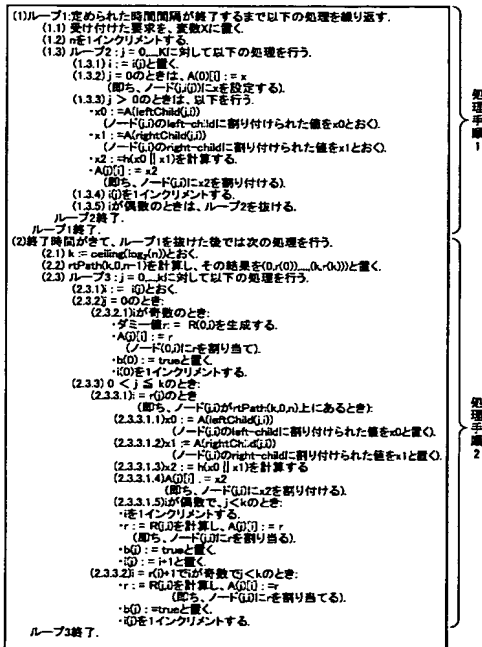 (1)ループ1:定められた時間間隔が終了するまで以下の処理を繰り返す.
(1.1) 受け付けた要求を、変数Xに置く.
(1.2) nを1インクリメントする.
(1.3) ループ2 : j = 0,...,Kに対して以下の処理を行う.
(1.3.1) i := i(j)と置く.
(1.3.2) j = 0のときは、A(0)[i] := x
(即ち、ノード(j,i(j))にxを設定する).
(1.3.3) j > 0のときは、以下を行う.
・x0 :=A(leftChild(j,i))
(ノード(j,i)のleft-childに割り付けられた値をx0とおく).
・x1 :=A(rightChild(j,i))
(ノード(j,i)のright-childに割り付けられた値をx1とおく).
・x2 :=h(x0 || x1)を計算する.
・A(j)[i] := x2
(即ち、ノード(j,i)にx2を割り付ける).
(1.3.4) i(j)を1インクリメントする.
(1.3.5) iが偶数のときは、ループ2を抜ける.
ループ2終了.
ループ1終了.
処理手順1
(2)終了時間がきて、ループ1を抜けた後では次の処理を行う.
(2.1) k := ceiling(log₂(n))とおく.
(2.2) rtPath(k,0,n-1)を計算し、その結果を{(0,r(0)),...,(k,r(k))}と置く.
(2.3) ループ3 : j = 0,...,kに対して以下の処理を行う.
(2.3.1)i := i(j)とおく.
(2.3.2)j = 0のとき:
(2.3.2.1)iが奇数のとき:
・ダミー値r: = R(0,i)を生成する.
・A(j)[i] : = r
(ノード(0,i)にrを割り当て).
・b(0) : = trueと置く.
・i(0)を1インクリメントする.
(2.3.3) 0 < j ≦ kのとき:
(2.3.3.1)i = r(j)のとき
(即ち、ノード(j,i)がrtPath(k,0,n)上にあるとき):
(2.3.3.1.1)x0 : = A(leftChild(j,i))
(ノード(j,i)のleft-childに割り付けられた値をx0と置く).
(2.3.3.1.2)x1 := A(rightChild(j,i))
(ノード(j,i)のright-childに割り付けられた値をx1と置く).
(2.3.3.1.3)x2 : = h(x0 || x1)を計算する
(2.3.3.1.4)A(j)[i] . = x2
(即ち、ノード(j,i)にx2を割り付ける).
(2.3.3.1.5)iが偶数で、j<kのとき:
・iを1インクリメントする.
・r : = R(j,i)を計算し、A(j)[i] : = r
(即ち、ノード(j,i)にrを割り当る).
・b(j) : = trueと置く.
・i(j) : = i+1と置く.
(2.3.3.2)i = r(j)+1でiが奇数でj<kのとき:
・r : = R(j,i)を計算し、A(j)[i] :=r
(即ち、ノード(j,i)にrを割り当てる).
・b(j) : =trueと置く.
・i(j)を1インクリメントする.
ループ3終了.
処理手順2